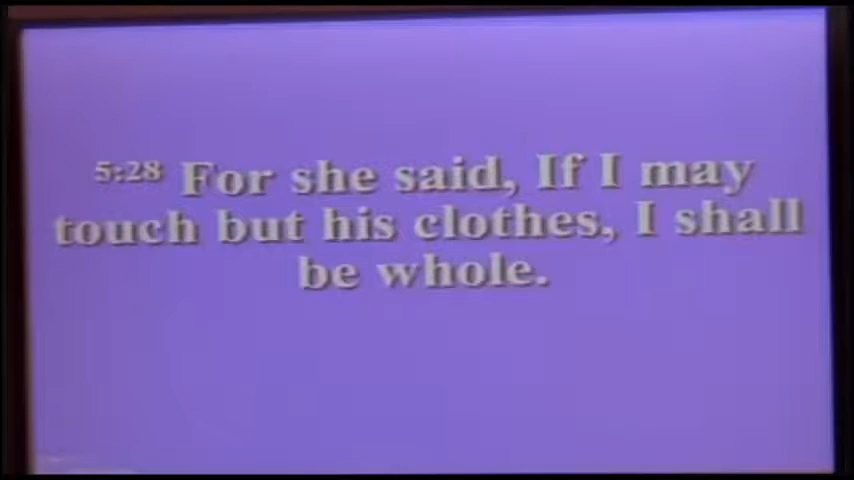 5:28 For she said, If I may
touch but his clothes, I shall
be whole.